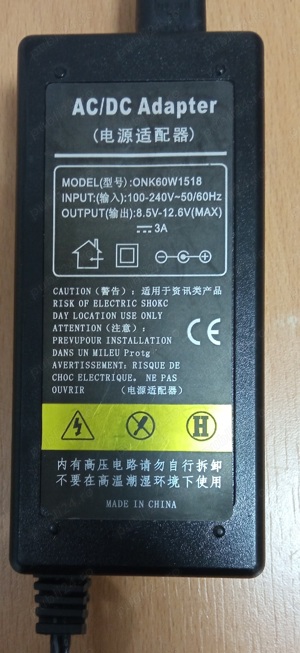 AC/DC Adapter
(电源适配器)
MODEL(型号):ONK60W1518
INPUT:(输入):100-240V~50/60Hz
OUTPUT(输出):8.5V-12.6V(MAX)
3A
CAUTION (警告): 适用于资讯类产品
RISK OF ELECTRIC SHOKC
DAY LOCATION USE ONLY
ATTENTION (注意):
PREVUPOUR INSTALLATION
DANS UN MILEU Protg
AVERTISSEMENT: RISQUE DE
CHOC ELECTRIQUE. NE PAS
OUVRIR (电源适配器)
CE
H
内有高压电路请勿自行拆卸
不要在高温潮湿环境下使用
MADE IN CHINA